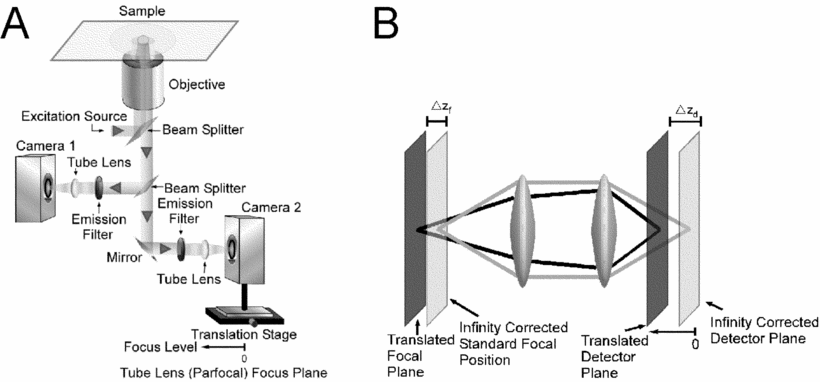 A
Sample
Objective
Excitation Source
Beam Splitter
Camera 1
Tube Lens
Beam Splitter
Emission
Filter
Emission
Filter
Camera 2
Mirror
Tube Lens
Translation Stage
Focus Level
0
Tube Lens (Parfocal) Focus Plane
B
△zf
△zd
Translated
Focal
Plane
Infinity Corrected
Standard Focal
Position
Translated
Detector
Plane
0
Infinity Corrected
Detector Plane